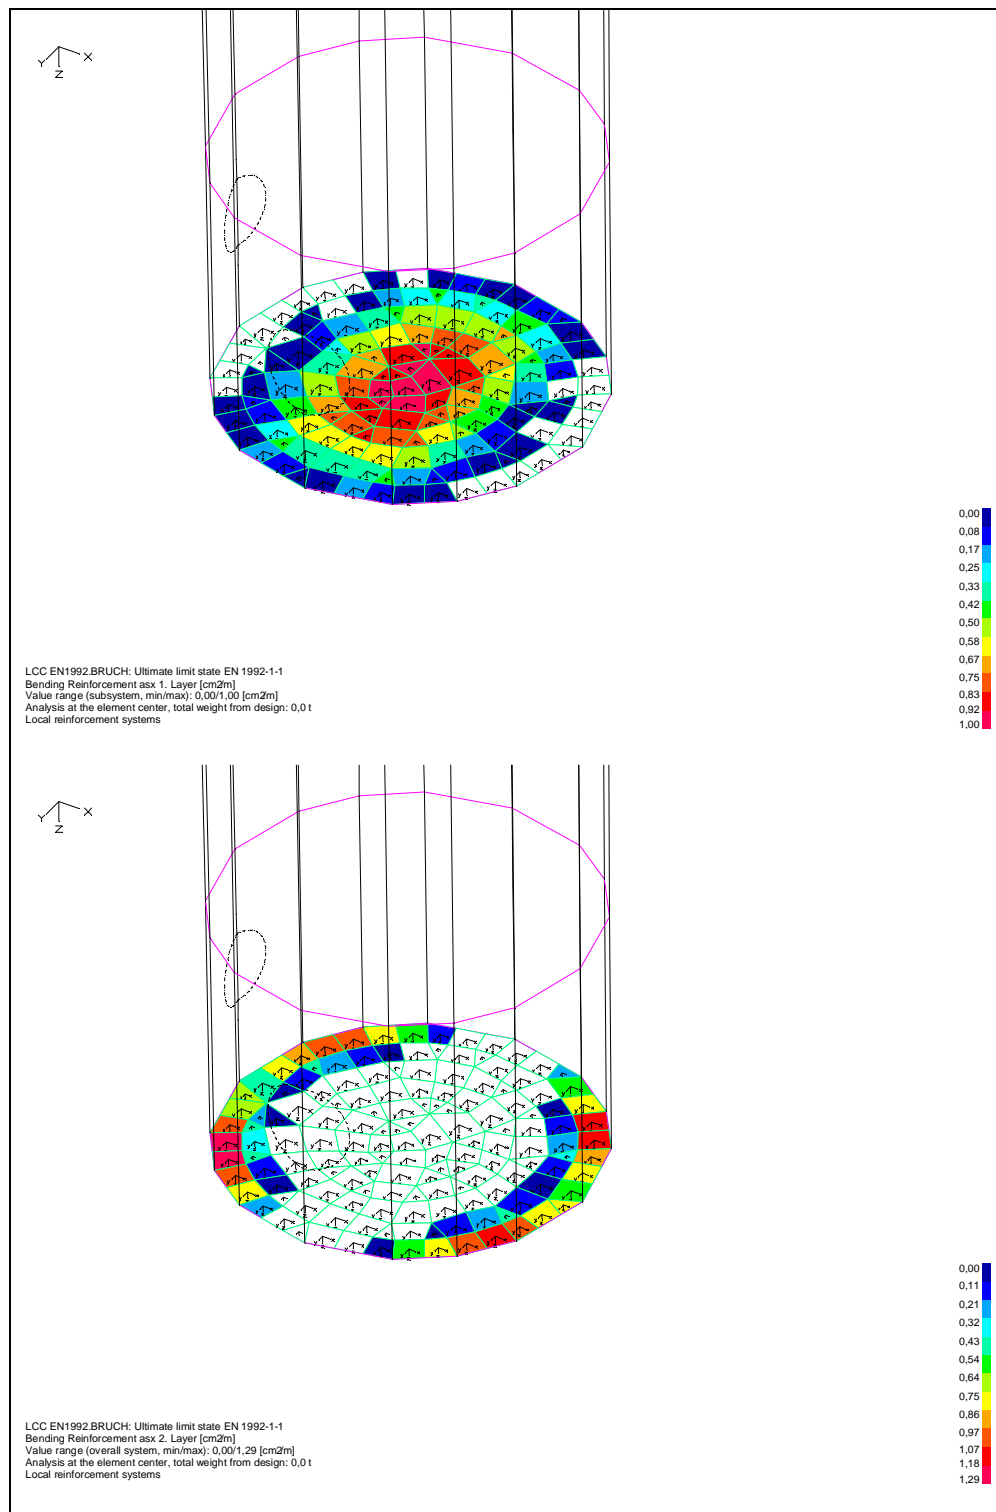 Y X
Z
0,00
0,08
0,17
0,25
0,33
0,42
0,50
0,58
0,67
0,75
0,83
0,92
1,00
LCC EN1992.BRUCH: Ultimate limit state EN 1992-1-1
Bending Reinforcement asx 1. Layer [cm2/m]
Value range (subsystem, min/max): 0,00/1,00 [cm2/m]
Analysis at the element center, total weight from design: 0,0 t
Local reinforcement systems
Y X
Z
0,00
0,11
0,21
0,32
0,43
0,54
0,64
0,75
0,86
0,97
1,07
1,18
1,29
LCC EN1992.BRUCH: Ultimate limit state EN 1992-1-1
Bending Reinforcement asx 2. Layer [cm2/m]
Value range (overall system, min/max): 0,00/1,29 [cm2/m]
Analysis at the element center, total weight from design: 0,0 t
Local reinforcement systems